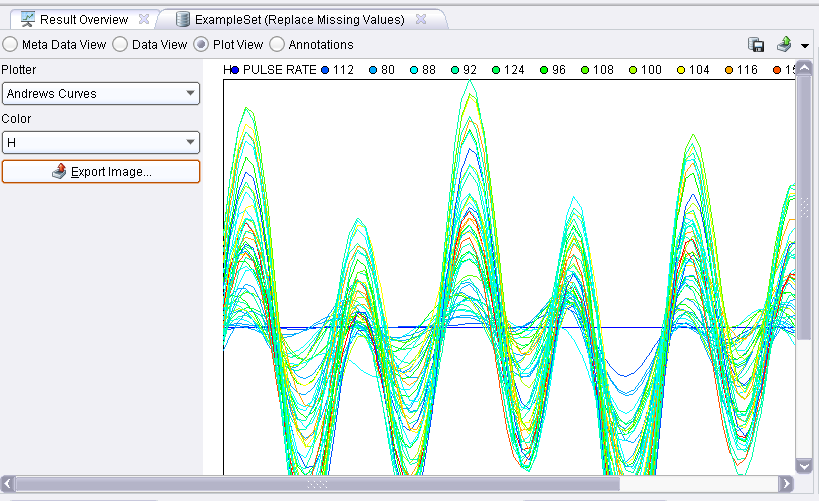 Result Overview ExampleSet (Replace Missing Values)
Meta Data View Data View Plot View Annotations
Plotter
Andrews Curves
Color
H
Export Image...
H PULSE RATE 112 80 88 92 124 96 108 100 104 116 15